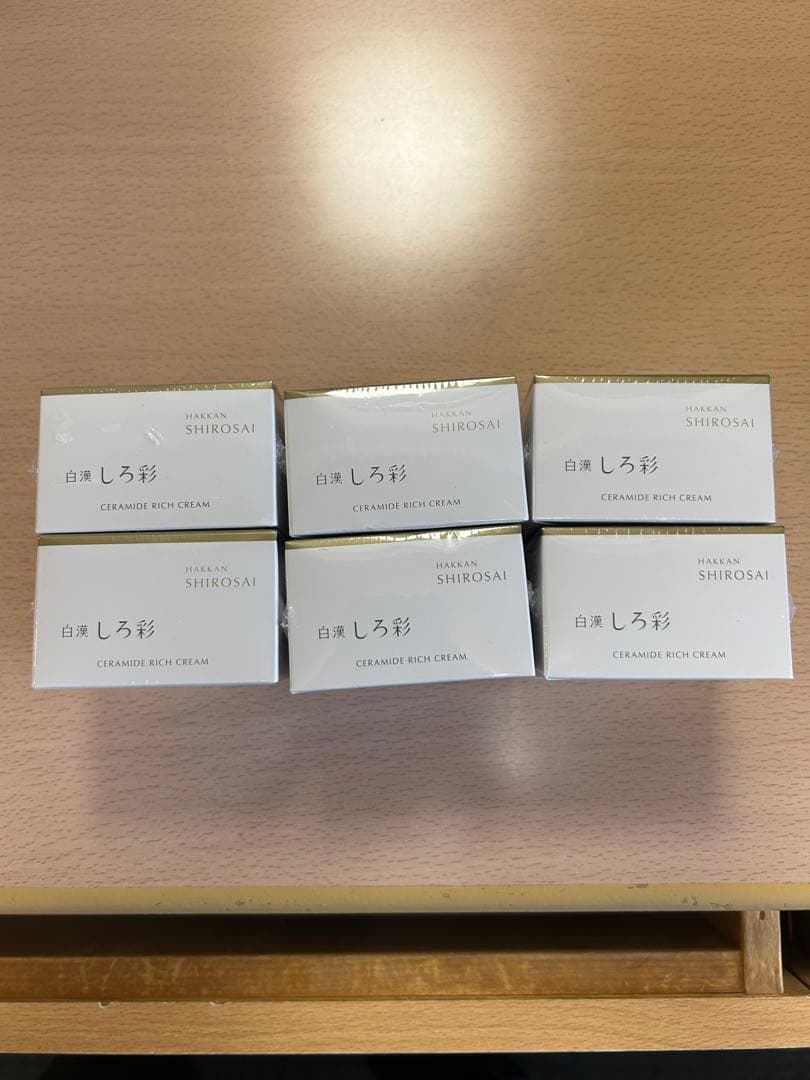 HAKKAN
SHIROSAI
白漢 しろ彩
CERAMIDE RICH CREAM
HAKKAN
SHIROSAI
白漢 しろ彩
CERAMIDE RICH CREAM
HAKKAN
SHIROSAI
白漢 しろ彩
CERAMIDE RICH CREAM
HAKKAN
SHIROSAI
白漢 しろ彩
CERAMIDE RICH CREAM
HAKKAN
SHIROSAI
白漢 しろ彩
CERAMIDE RICH CREAM
HAKKAN
SHIROSAI
白漢 しろ彩
CERAMIDE RICH CREAM